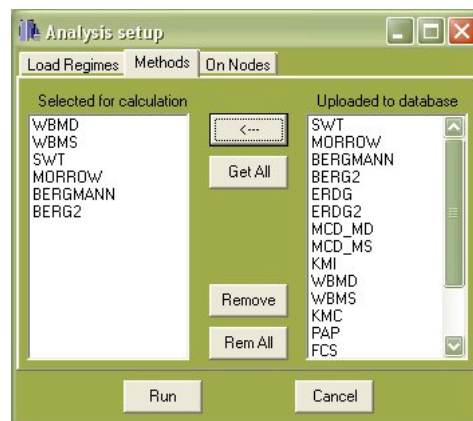 Analysis setup
Load Regimes Methods On Nodes
Selected for calculation
WBMD
WBMS
SWT
MORROW
BERGMANN
BERG2
<---
Get All
Remove
Rem All
Uploaded to database
SWT
MORROW
BERGMANN
BERG2
ERDG
ERDG2
MCD_MD
MCD_MS
KMI
WBMD
WBMS
KMC
PAP
FCS
Run Cancel